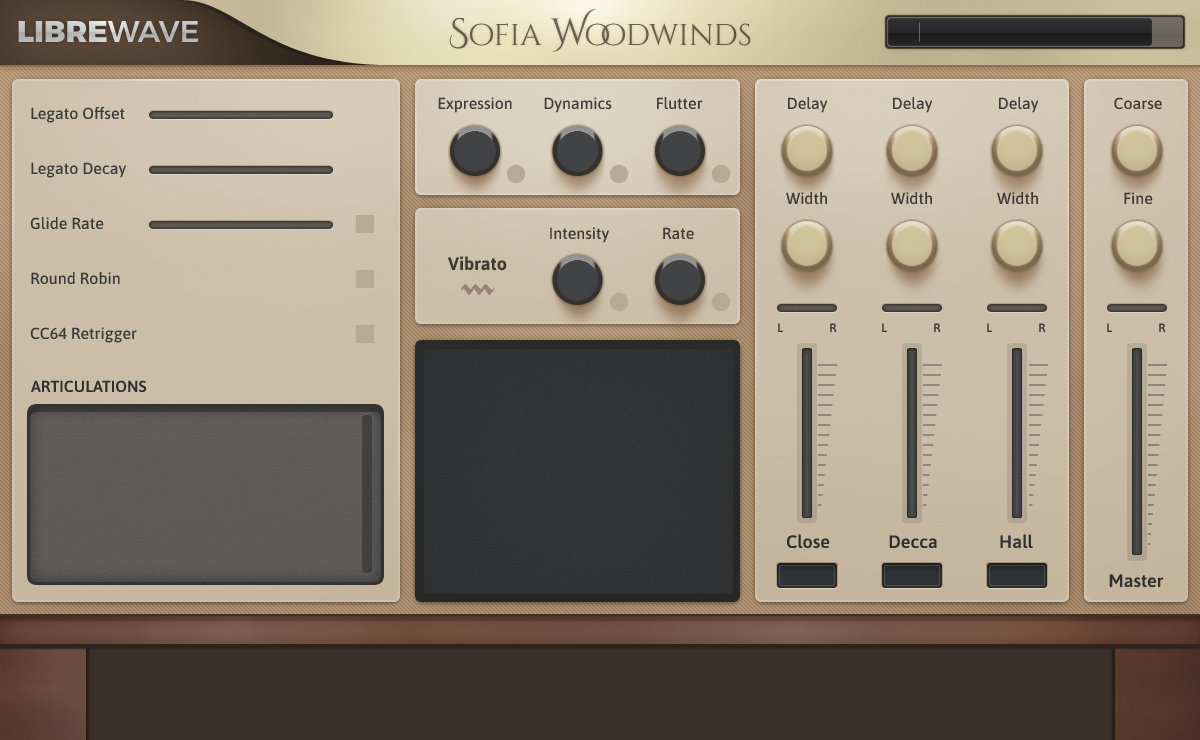 LIBREWAVE
Sofia Woodwinds
Legato Offset
Legato Decay
Glide Rate
Round Robin
CC64 Retrigger
ARTICULATIONS
Expression Dynamics Flutter
Vibrato
Intensity Rate
Delay Delay Delay
Width Width Width
L R L R L R
Close Decca Hall
Coarse
Fine
L R
Master